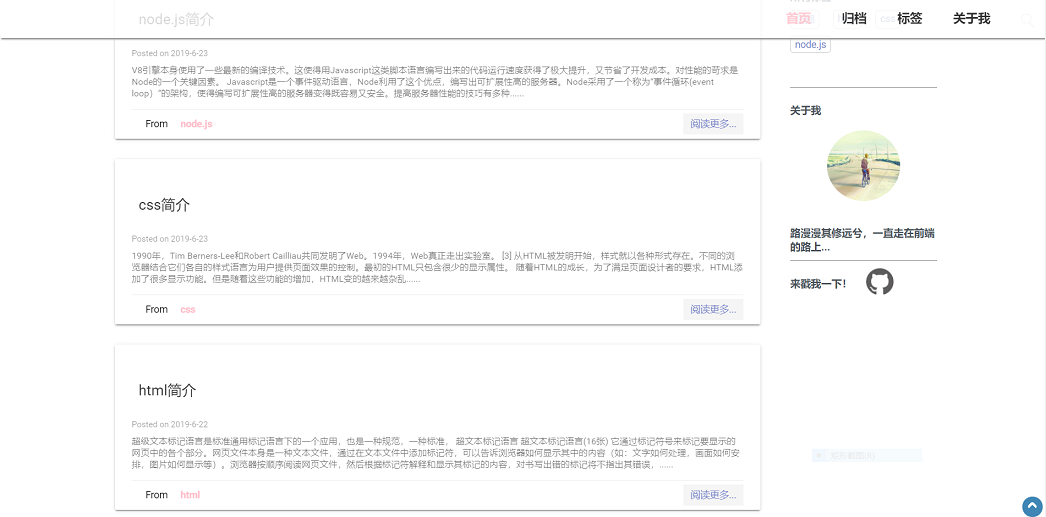 node.js简介
首页 归档 标签 关于我
Posted on 2019-6-23
V8引擎本身使用了一些最新的编译技术。这使得用Javascript这类脚本语言编写出来的代码运行速度获得了极大提升，又节省了开发成本。对性能的苛求是
Node的一个关键因素。 Javascript是一个事件驱动语言，Node利用了这个优点，编写出可扩展性高的服务器。Node采用了一个称为“事件循环(event
loop）”的架构，使得编写可扩展性高的服务器变得既容易又安全。提高服务器性能的技巧有多种......
From node.js 阅读更多...
css简介
Posted on 2019-6-23
1990年，Tim Berners-Lee和Robert Cailliau共同发明了Web。1994年，Web真正走出实验室。 [3] 从HTML被发明开始，样式就以各种形式存在。不同的浏
览器结合它们各自的样式语言为用户提供页面效果的控制。最初的HTML只包含很少的显示属性。 随着HTML的成长，为了满足页面设计者的要求，HTML添
加了很多显示功能。但是随着这些功能的增加，HTML变的越来越杂乱......
From css 阅读更多...
html简介
Posted on 2019-6-22
超级文本标记语言是标准通用标记语言下的一个应用，也是一种规范，一种标准， 超文本标记语言 超文本标记语言(16张) 它通过标记符号来标记要显示的
网页中的各个部分。网页文件本身是一种文本文件，通过在文本文件中添加标记符，可以告诉浏览器如何显示其中的内容（如：文字如何处理，画面如何安
排，图片如何显示等）。浏览器按顺序阅读网页文件，然后根据标记符解释和显示其标记的内容，对书写出错的标记将不指出其错误，......
From html 阅读更多...
css
node.js
关于我
路漫漫其修远兮，一直走在前端
的路上...
来戳我一下！